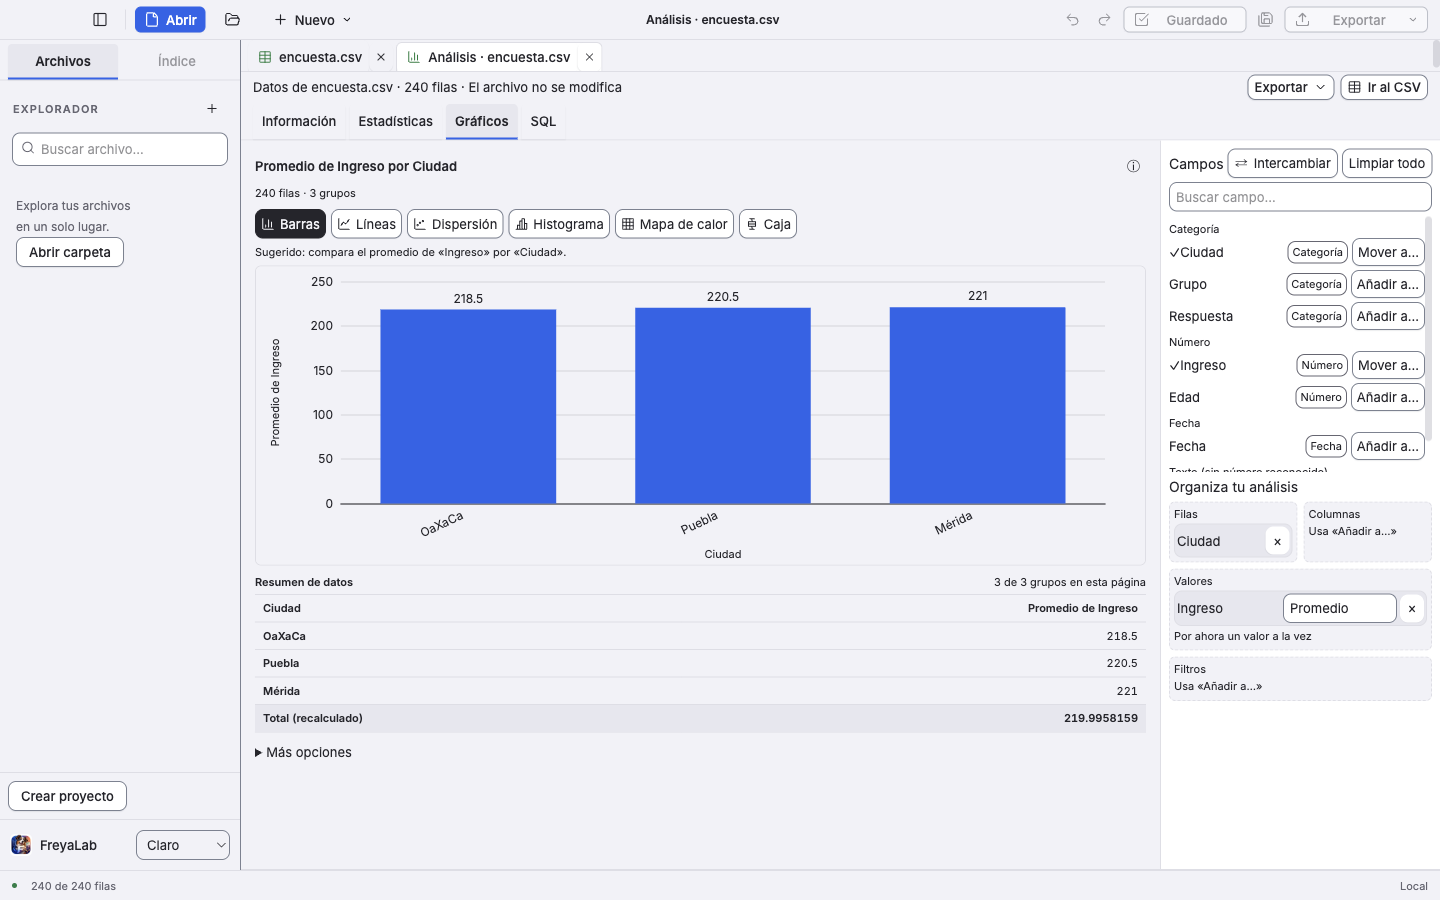 Abrir
Nuevo
Análisis · encuesta.csv
Guardado
Exportar
Archivos
Índice
encuesta.csv
Análisis · encuesta.csv
Datos de encuesta.csv · 240 filas · El archivo no se modifica
Exportar
Ir al CSV
EXPLORADOR
Buscar archivo...
Explora tus archivos
en un solo lugar.
Abrir carpeta
Información
Estadísticas
Gráficos
SQL
Promedio de Ingreso por Ciudad
240 filas · 3 grupos
Barras
Líneas
Dispersión
Histograma
Mapa de calor
Caja
Sugerido: compara el promedio de «Ingreso» por «Ciudad».
250
200
150
100
50
0
Promedio de Ingreso
218.5
220.5
221
OaXaCa
Puebla
Mérida
Ciudad
Resumen de datos
3 de 3 grupos en esta página
Ciudad Promedio de Ingreso
OaXaCa 218.5
Puebla 220.5
Mérida 221
Total (recalculado) 219.9958159
Más opciones
Campos
Intercambiar
Limpiar todo
Buscar campo...
Categoría
Ciudad Categoría Mover a...
Grupo Categoría Añadir a...
Respuesta Categoría Añadir a...
Número
Ingreso Número Mover a...
Edad Número Añadir a...
Fecha
Fecha Fecha Añadir a...
Texto (sin número reconocido)
Organiza tu análisis
Filas
Ciudad
Columnas
Usa «Añadir a...»
Valores
Ingreso Promedio
Por ahora un valor a la vez
Filtros
Usa «Añadir a...»
Crear proyecto
FreyaLab
Claro
240 de 240 filas
Local